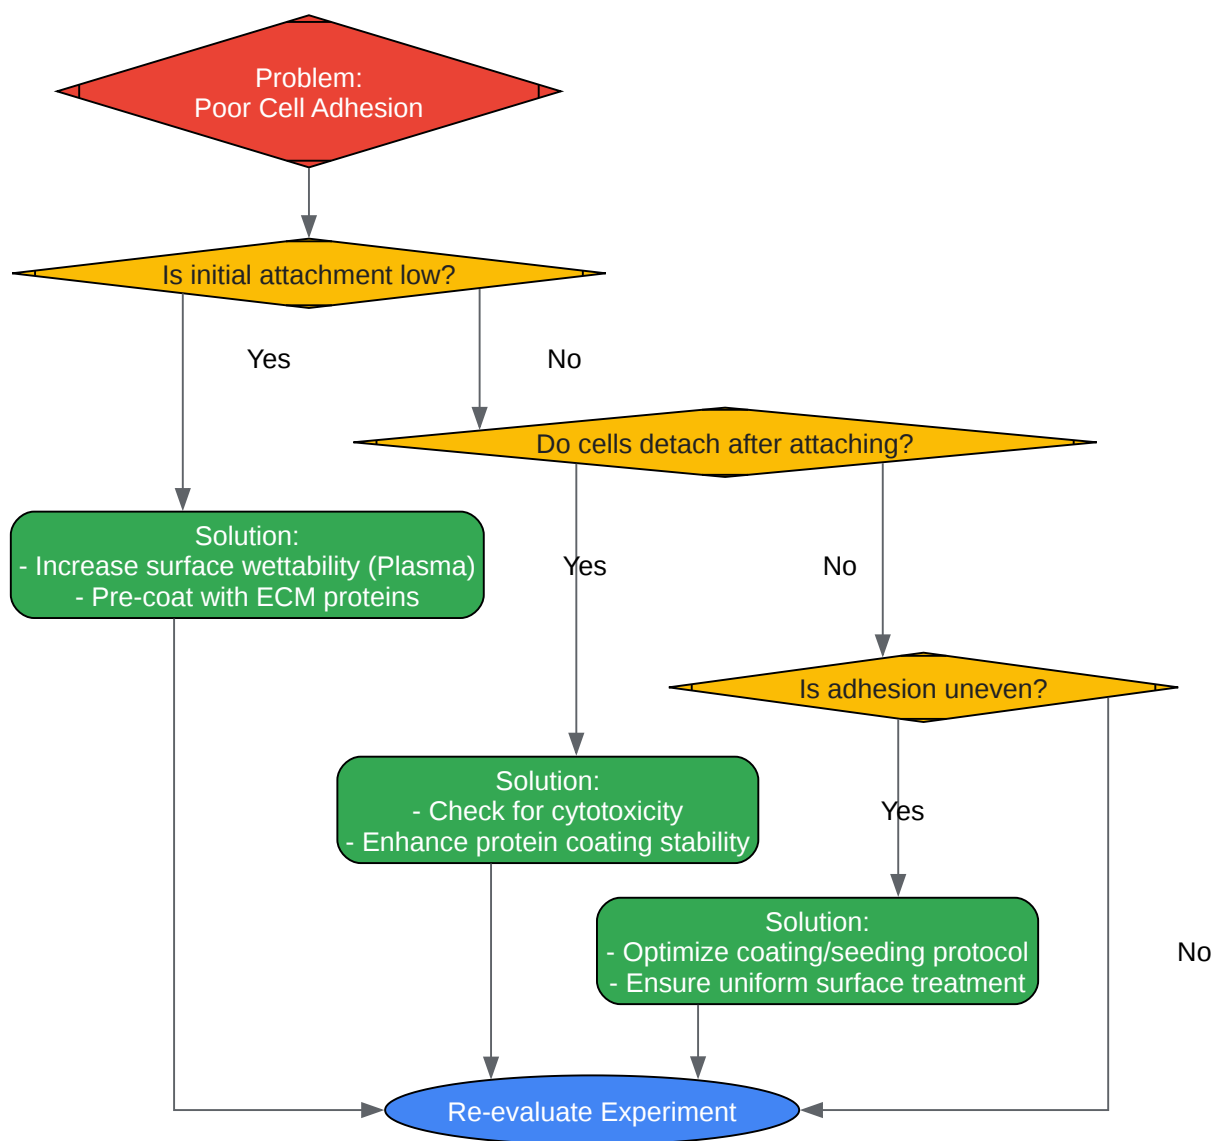 Problem:
Poor Cell Adhesion
Is initial attachment low?
Yes
No
Do cells detach after attaching?
Solution:
- Increase surface wettability (Plasma)
- Pre-coat with ECM proteins
Yes
No
Is adhesion uneven?
Solution:
- Check for cytotoxicity
- Enhance protein coating stability
Yes
Solution:
- Optimize coating/seeding protocol
- Ensure uniform surface treatment
No
Re-evaluate Experiment